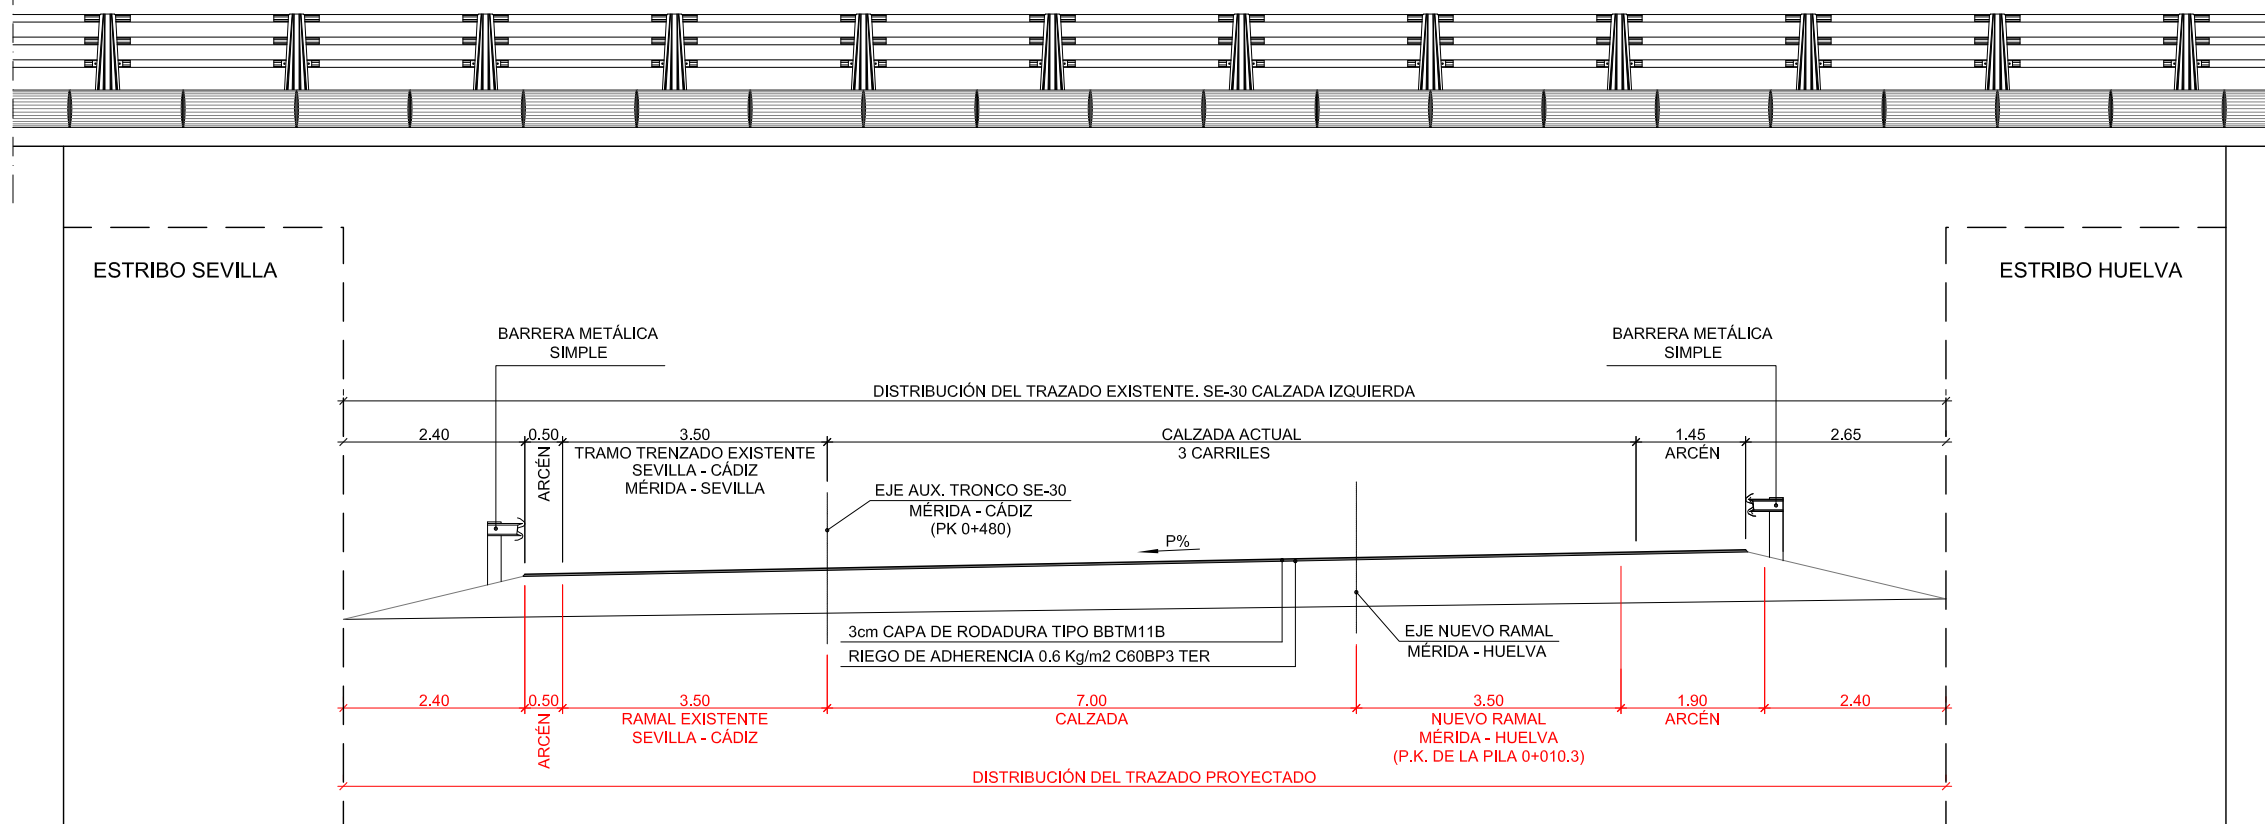 ESTRIBO SEVILLA
ESTRIBO HUELVA
BARRERA METÁLICA
SIMPLE
BARRERA METÁLICA
SIMPLE
DISTRIBUCIÓN DEL TRAZADO EXISTENTE. SE-30 CALZADA IZQUIERDA
2.40
0.50
ARCÉN
3.50
TRAMO TRENZADO EXISTENTE
SEVILLA - CÁDIZ
MÉRIDA - SEVILLA
CALZADA ACTUAL
3 CARRILES
1.45
ARCÉN
2.65
EJE AUX. TRONCO SE-30
MÉRIDA - CÁDIZ
(PK 0+480)
P%
3cm CAPA DE RODADURA TIPO BBTM11B
RIEGO DE ADHERENCIA 0.6 Kg/m2 C60BP3 TER
EJE NUEVO RAMAL
MÉRIDA - HUELVA
2.40
0.50
ARCÉN
3.50
RAMAL EXISTENTE
SEVILLA - CÁDIZ
7.00
CALZADA
3.50
NUEVO RAMAL
MÉRIDA - HUELVA
(P.K. DE LA PILA 0+010.3)
1.90
ARCÉN
2.40
DISTRIBUCIÓN DEL TRAZADO PROYECTADO